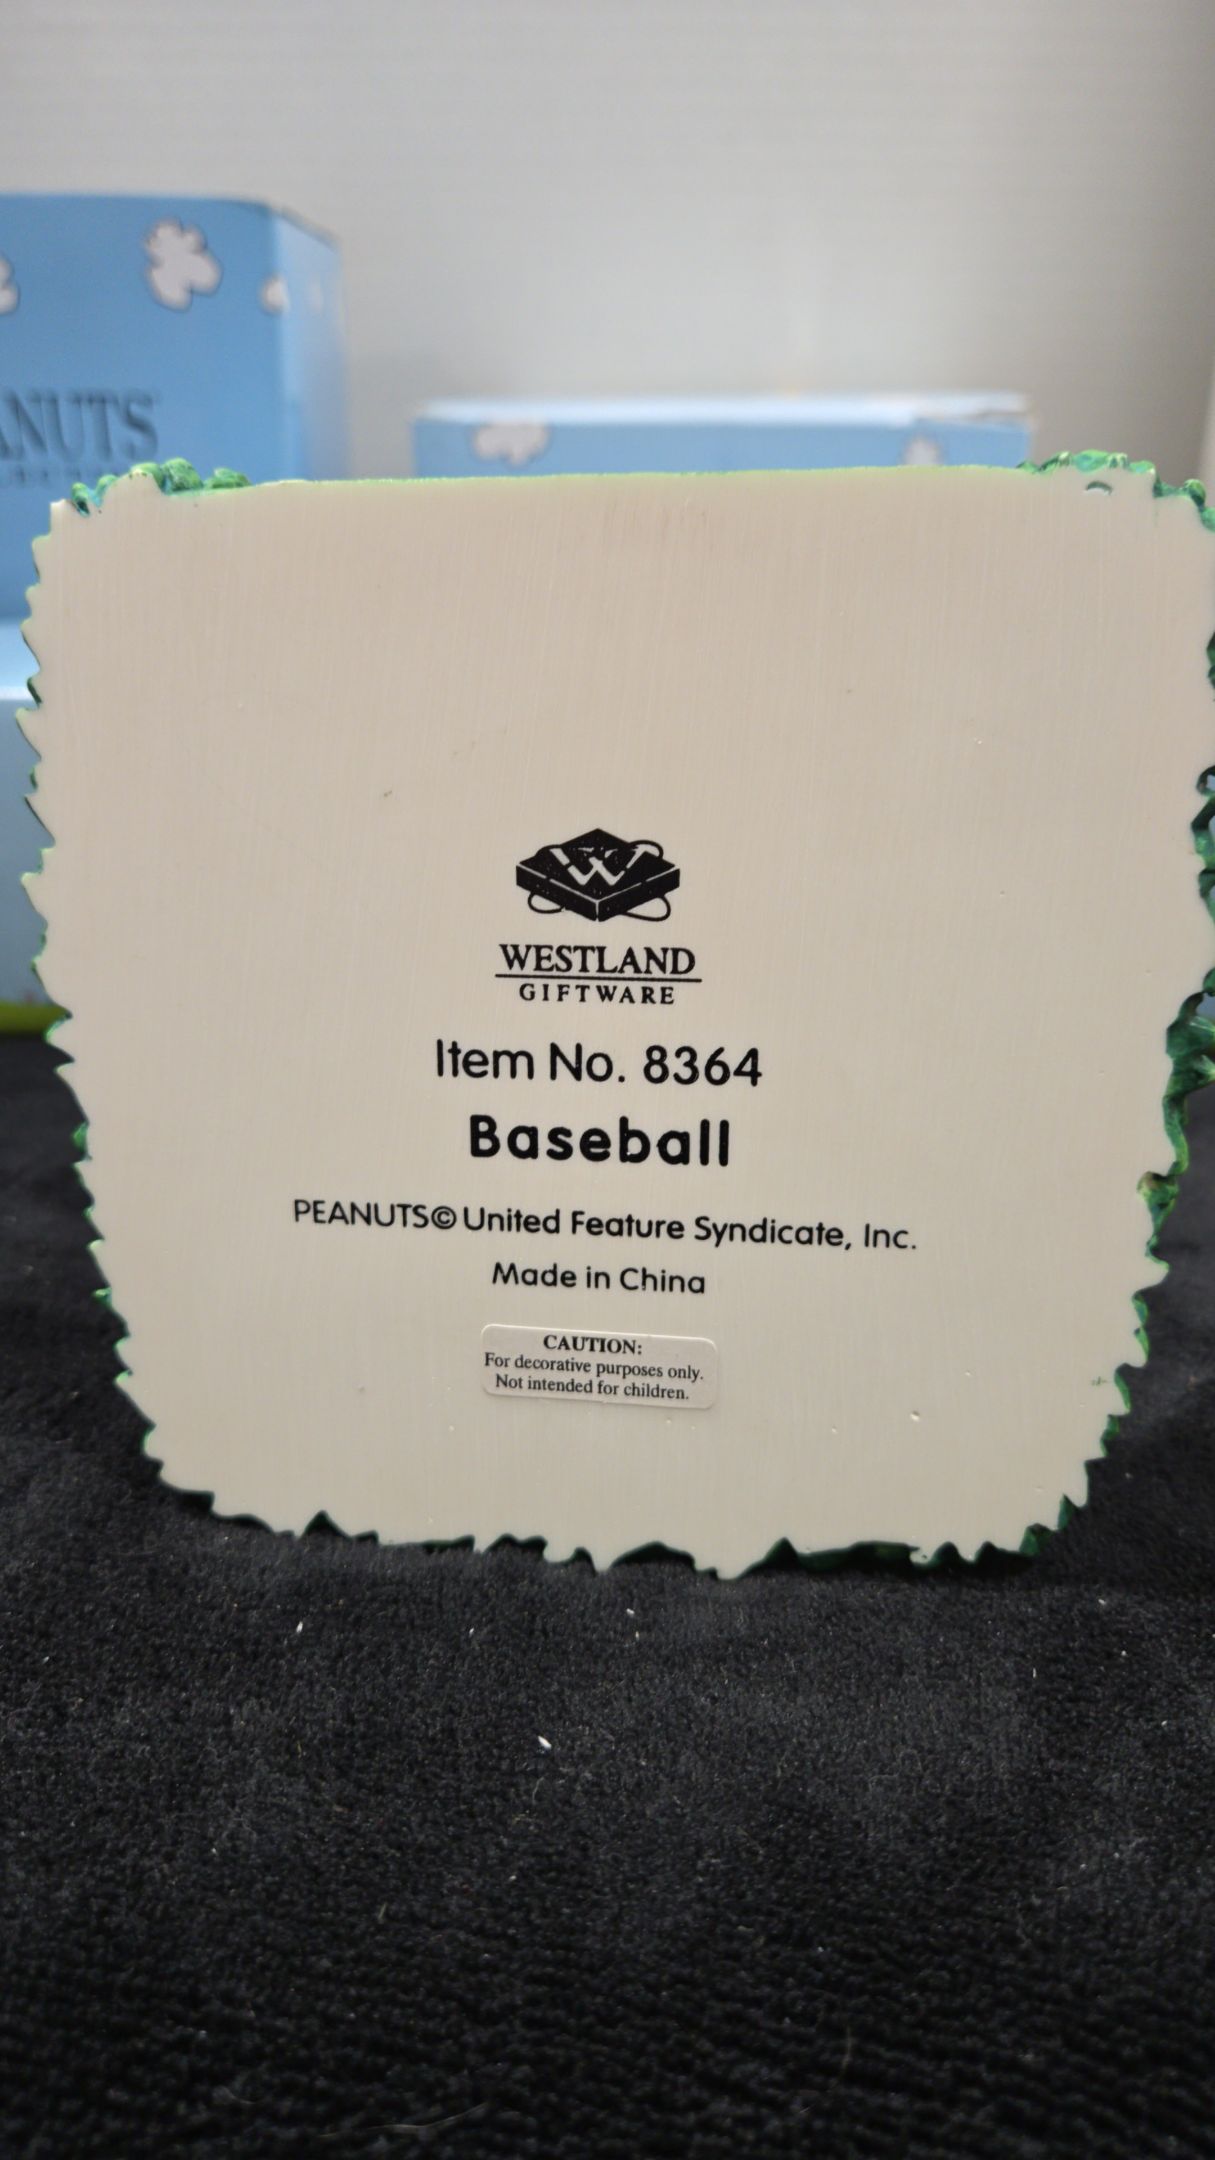 ANUTS
W
WESTLAND
GIFTWARE
Item No. 8364
Baseball
PEANUTS© United Feature Syndicate, Inc.
Made in China
CAUTION:
For decorative purposes only.
Not intended for children.